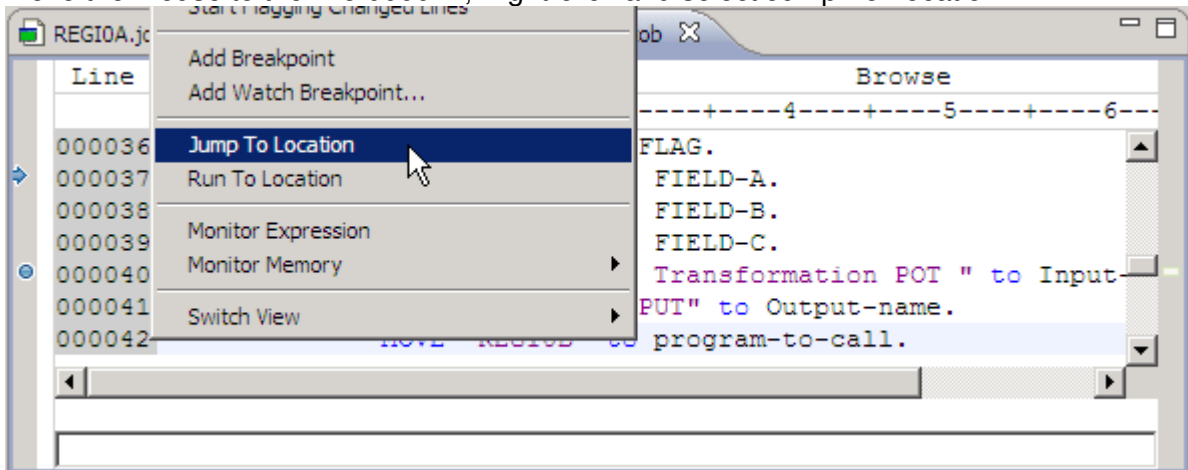 Start Flagging Changed Lines
REGI0A.jo
ob
Line
Browse
Add Breakpoint
Add Watch Breakpoint...
----+----4----+----5----+----6---
000036 Jump To Location FLAG.
000037 Run To Location FIELD-A.
000038 FIELD-B.
000039 Monitor Expression FIELD-C.
000040 Monitor Memory Transformation POT " to Input-
000041 Switch View PUT" to Output-name.
000042 to program-to-call.